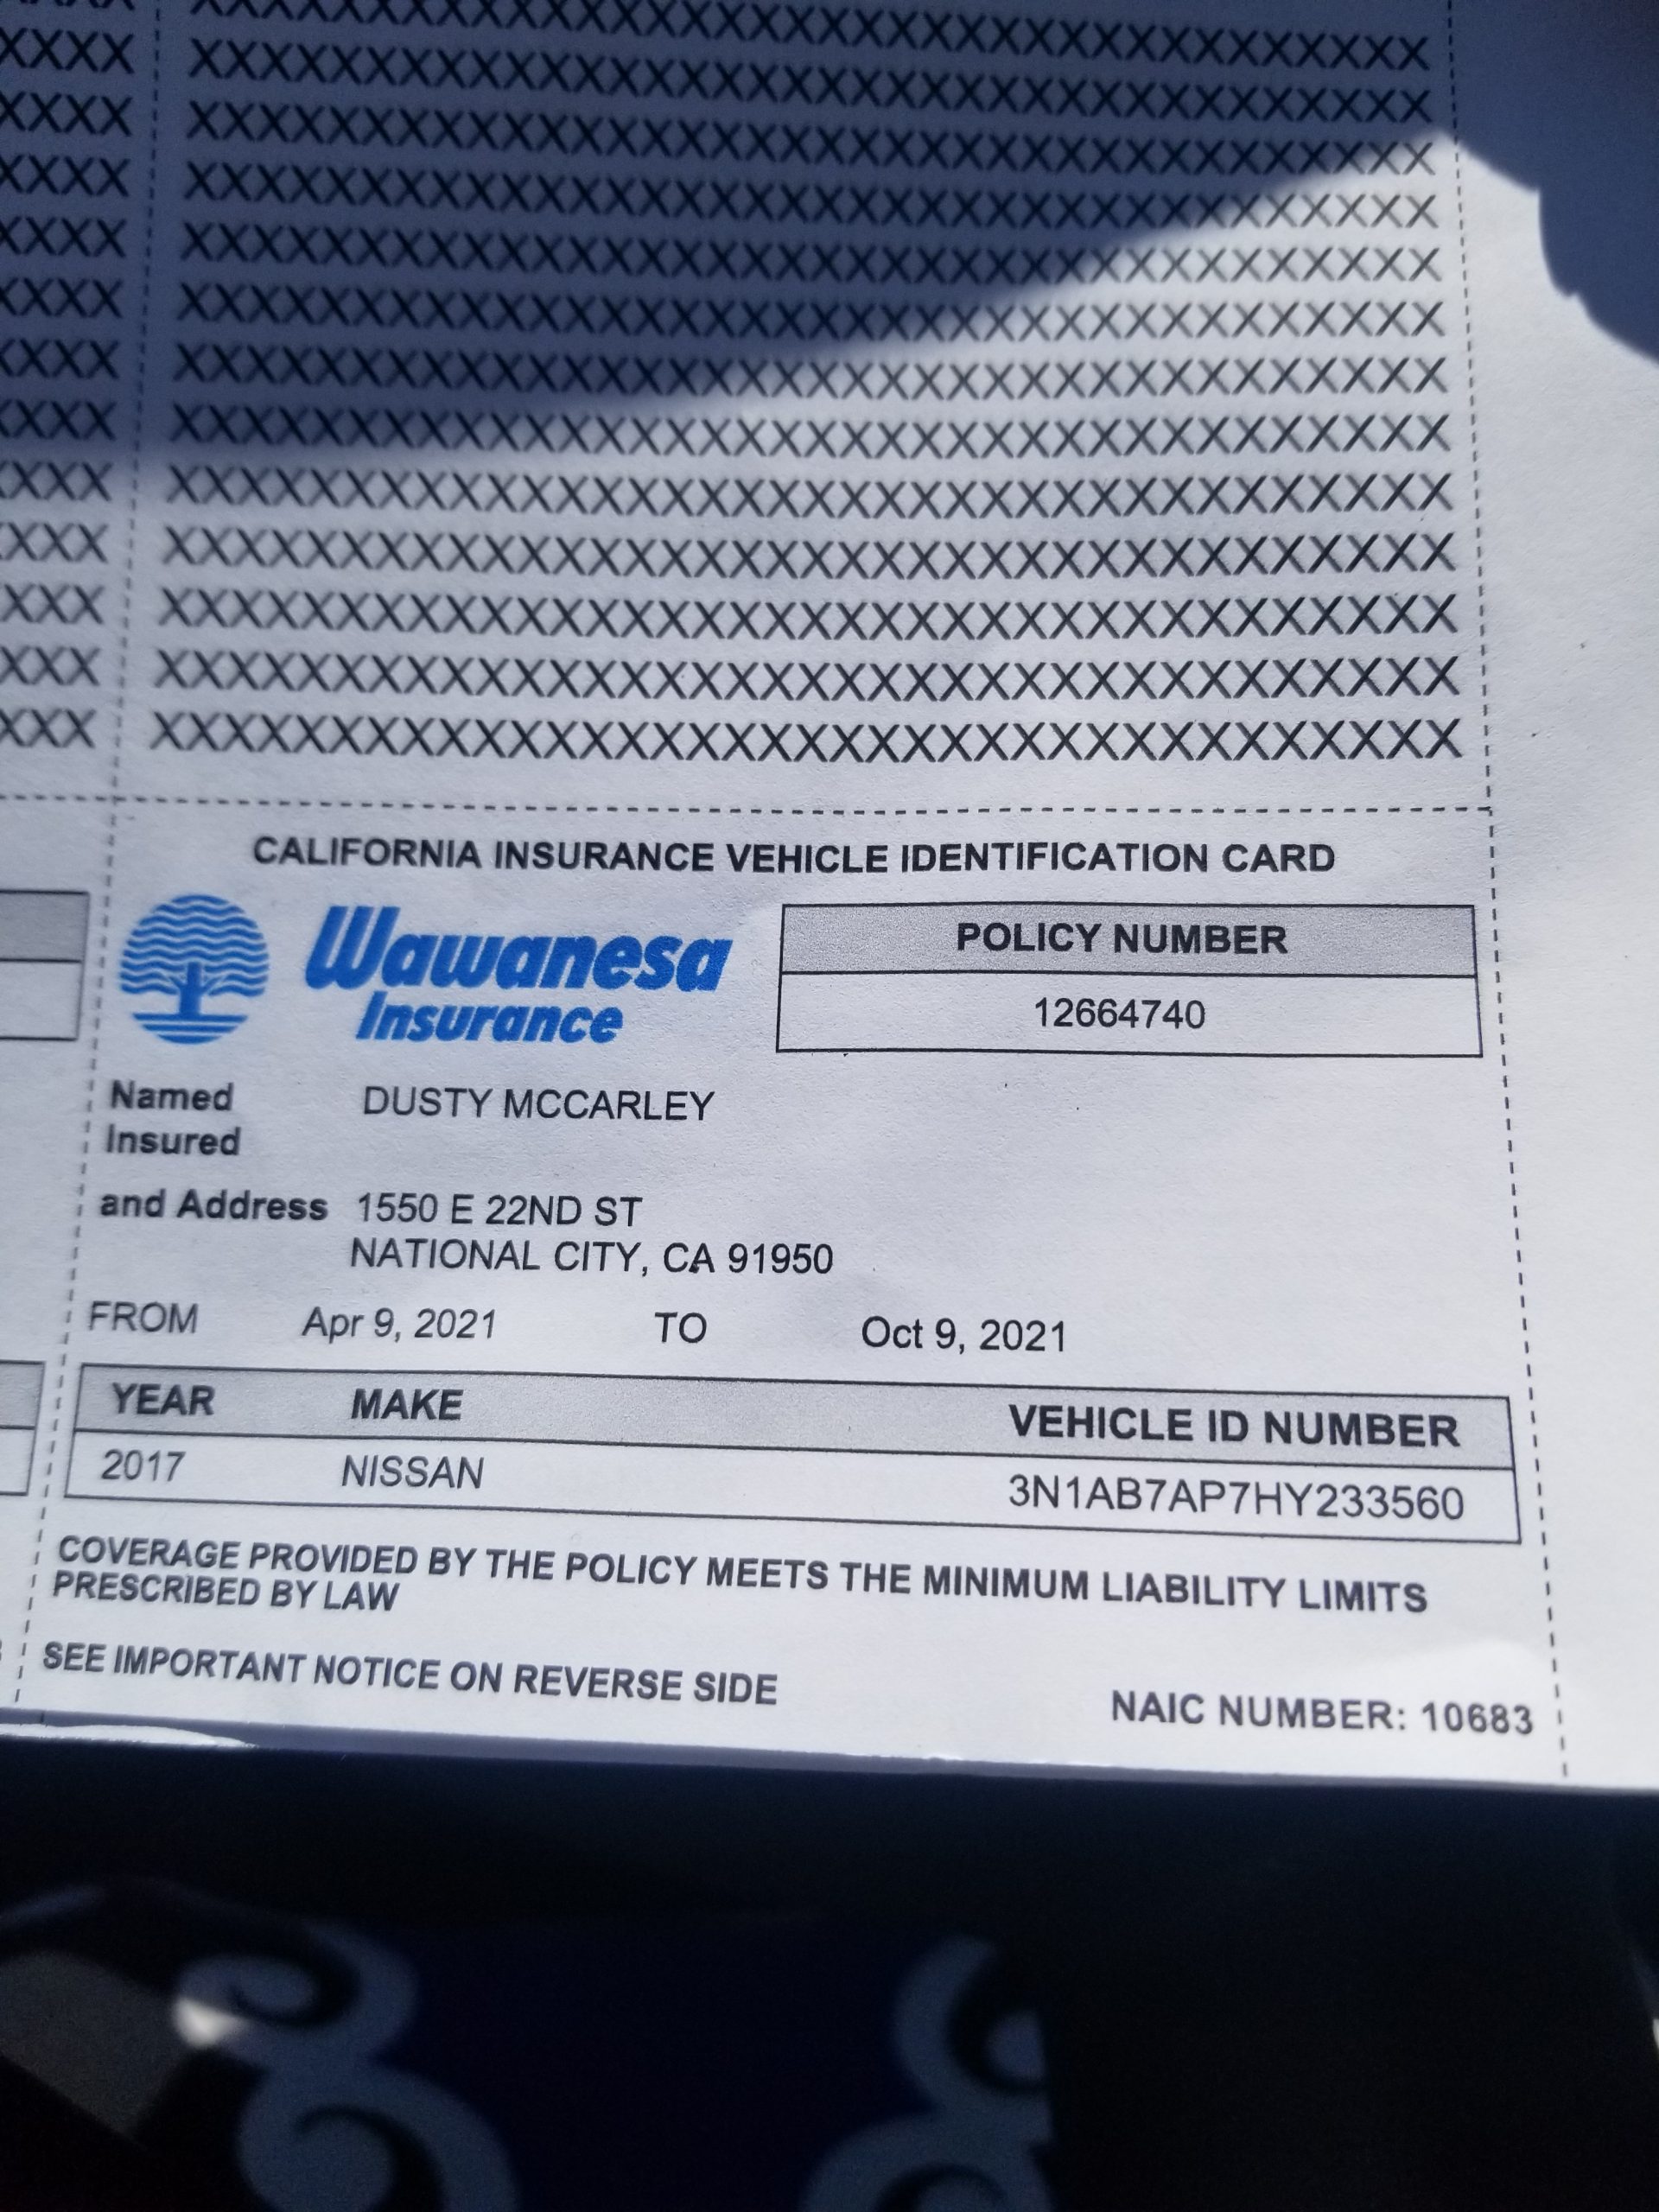 CALIFORNIA INSURANCE VEHICLE IDENTIFICATION CARD
Wawanesa
Insurance
POLICY NUMBER
12664740
Named
Insured
DUSTY MCCARLEY
and Address 1550 E 22ND ST
NATIONAL CITY, CA 91950
FROM Apr 9, 2021 TO Oct 9, 2021
YEAR MAKE VEHICLE ID NUMBER
2017 NISSAN 3N1AB7AP7HY233560
COVERAGE PROVIDED BY THE POLICY MEETS THE MINIMUM LIABILITY LIMITS
PRESCRIBED BY LAW
SEE IMPORTANT NOTICE ON REVERSE SIDE
NAIC NUMBER: 10683